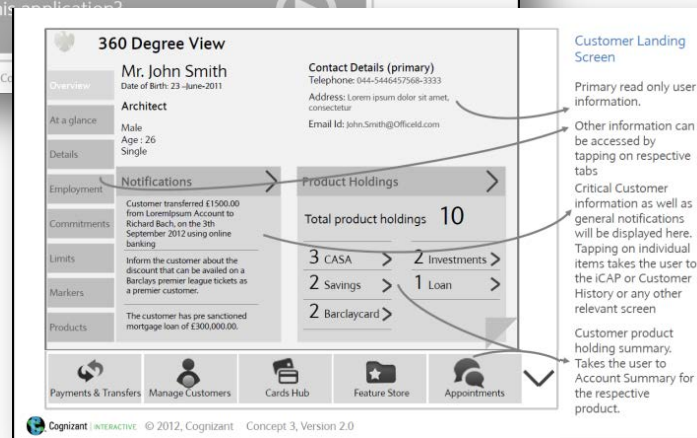 his application?
Co
360 Degree View
Mr. John Smith
Date of Birth: 23 –June-2011
Architect
Male
Age : 26
Single
Contact Details (primary)
Telephone: 044-5446457568-3333
Address: Lorem ipsum dolor sit amet,
consectetur
Email Id: John.Smith@OfficeId.com
Overview
At a glance
Details
Employment
Commitments
Limits
Markers
Products
Notifications
Customer transferred £1500.00
from LoremIpsum Account to
Richard Bach, on the 3th
September 2012 using online
banking
Inform the customer about the
discount that can be availed on a
Barclays premier league tickets as
a premier customer.
The customer has pre sanctioned
mortgage loan of £300,000.00.
Product Holdings
Total product holdings 10
3 CASA
2 Investments
2 Savings
1 Loan
2 Barclaycard
Payments & Transfers
Manage Customers
Cards Hub
Feature Store
Appointments
Customer Landing
Screen
Primary read only user
information.
Other information can
be accessed by
tapping on respective
tabs
Critical Customer
information as well as
general notifications
will be displayed here.
Tapping on individual
items takes the user to
the iCAP or Customer
History or any other
relevant screen
Customer product
holding summary.
Takes the user to
Account Summary for
the respective
product.
Cognizant | INTERACTIVE © 2012, Cognizant Concept 3, Version 2.0